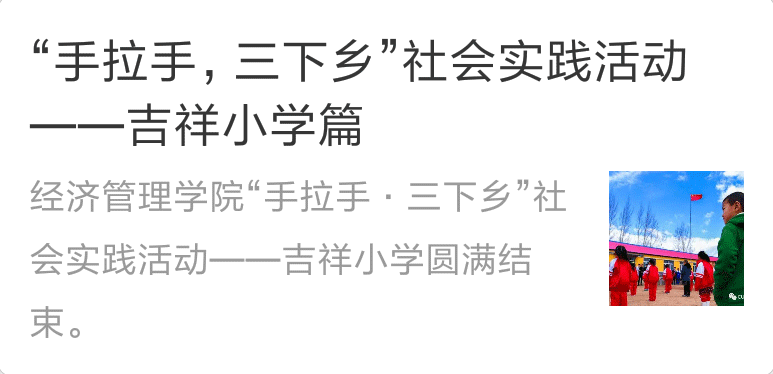 “手拉手，三下乡”社会实践活动
——吉祥小学篇
经济管理学院“手拉手·三下乡”社
会实践活动——吉祥小学圆满结
束。